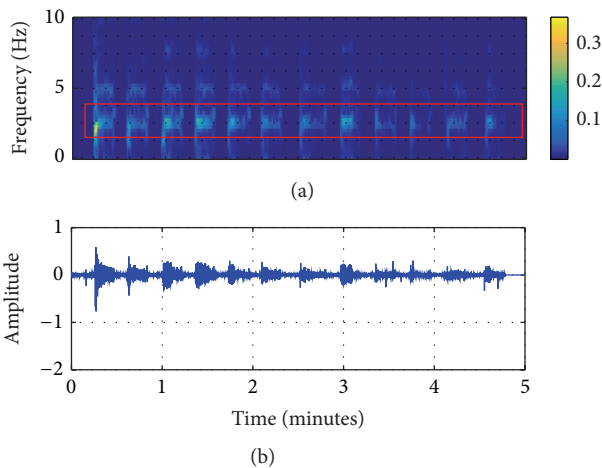 10
5
0
Frequency (Hz)
0.3
0.2
0.1
(a)
1
0
−1
−2
Amplitude
0 1 2 3 4 5
Time (minutes)
(b)